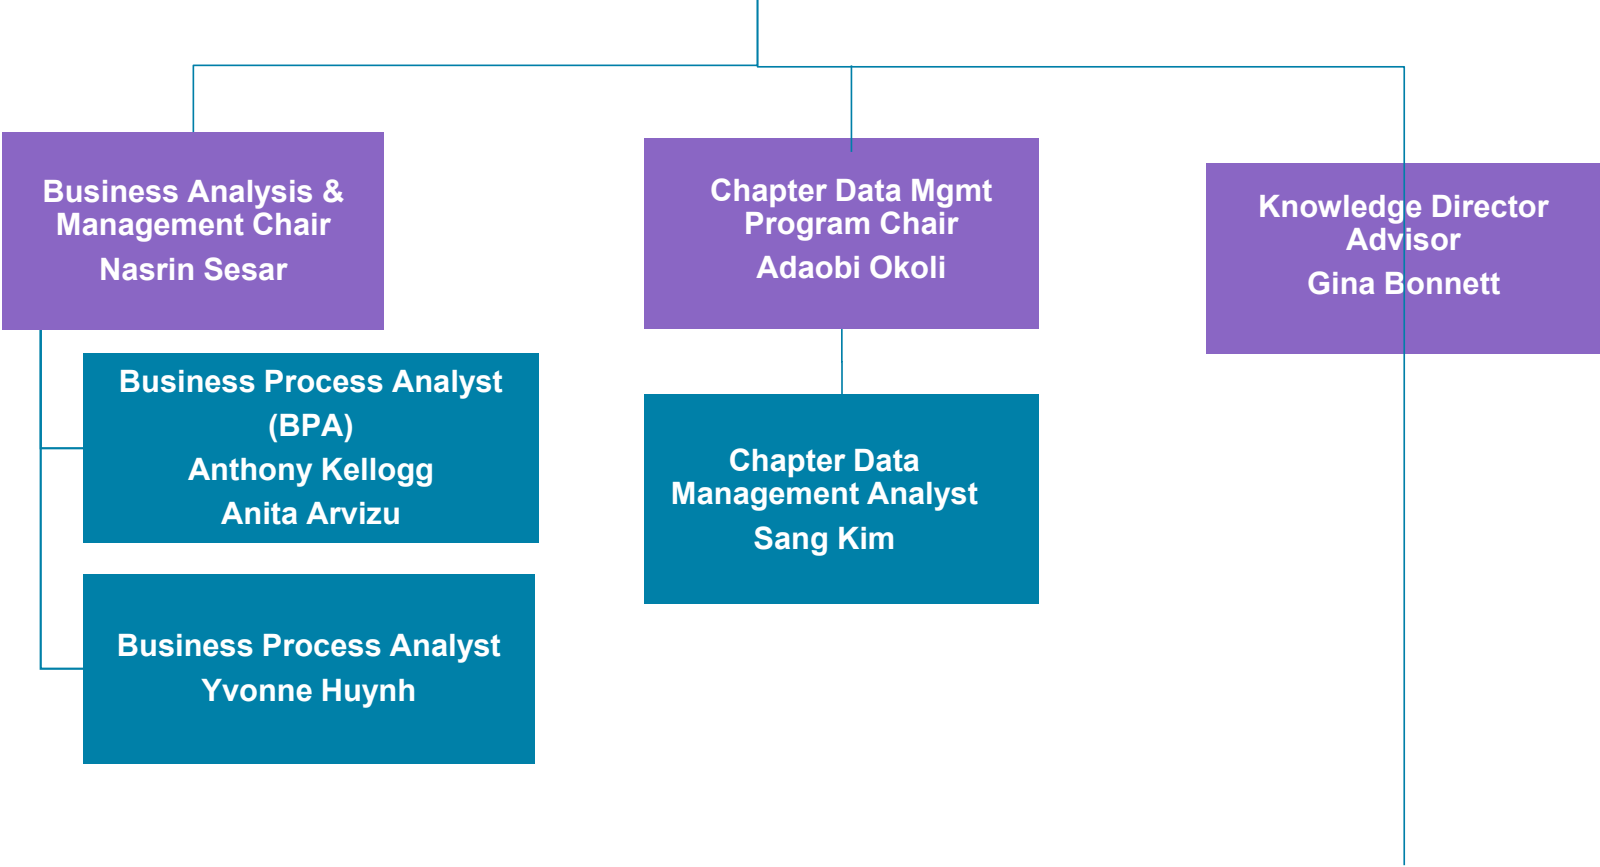 Business Analysis &
Management Chair
Nasrin Sesar
Chapter Data Mgmt
Program Chair
Adaobi Okoli
Knowledge Director
Advisor
Gina Bonnett
Business Process Analyst
(BPA)
Anthony Kellogg
Anita Arvizu
Chapter Data
Management Analyst
Sang Kim
Business Process Analyst
Yvonne Huynh